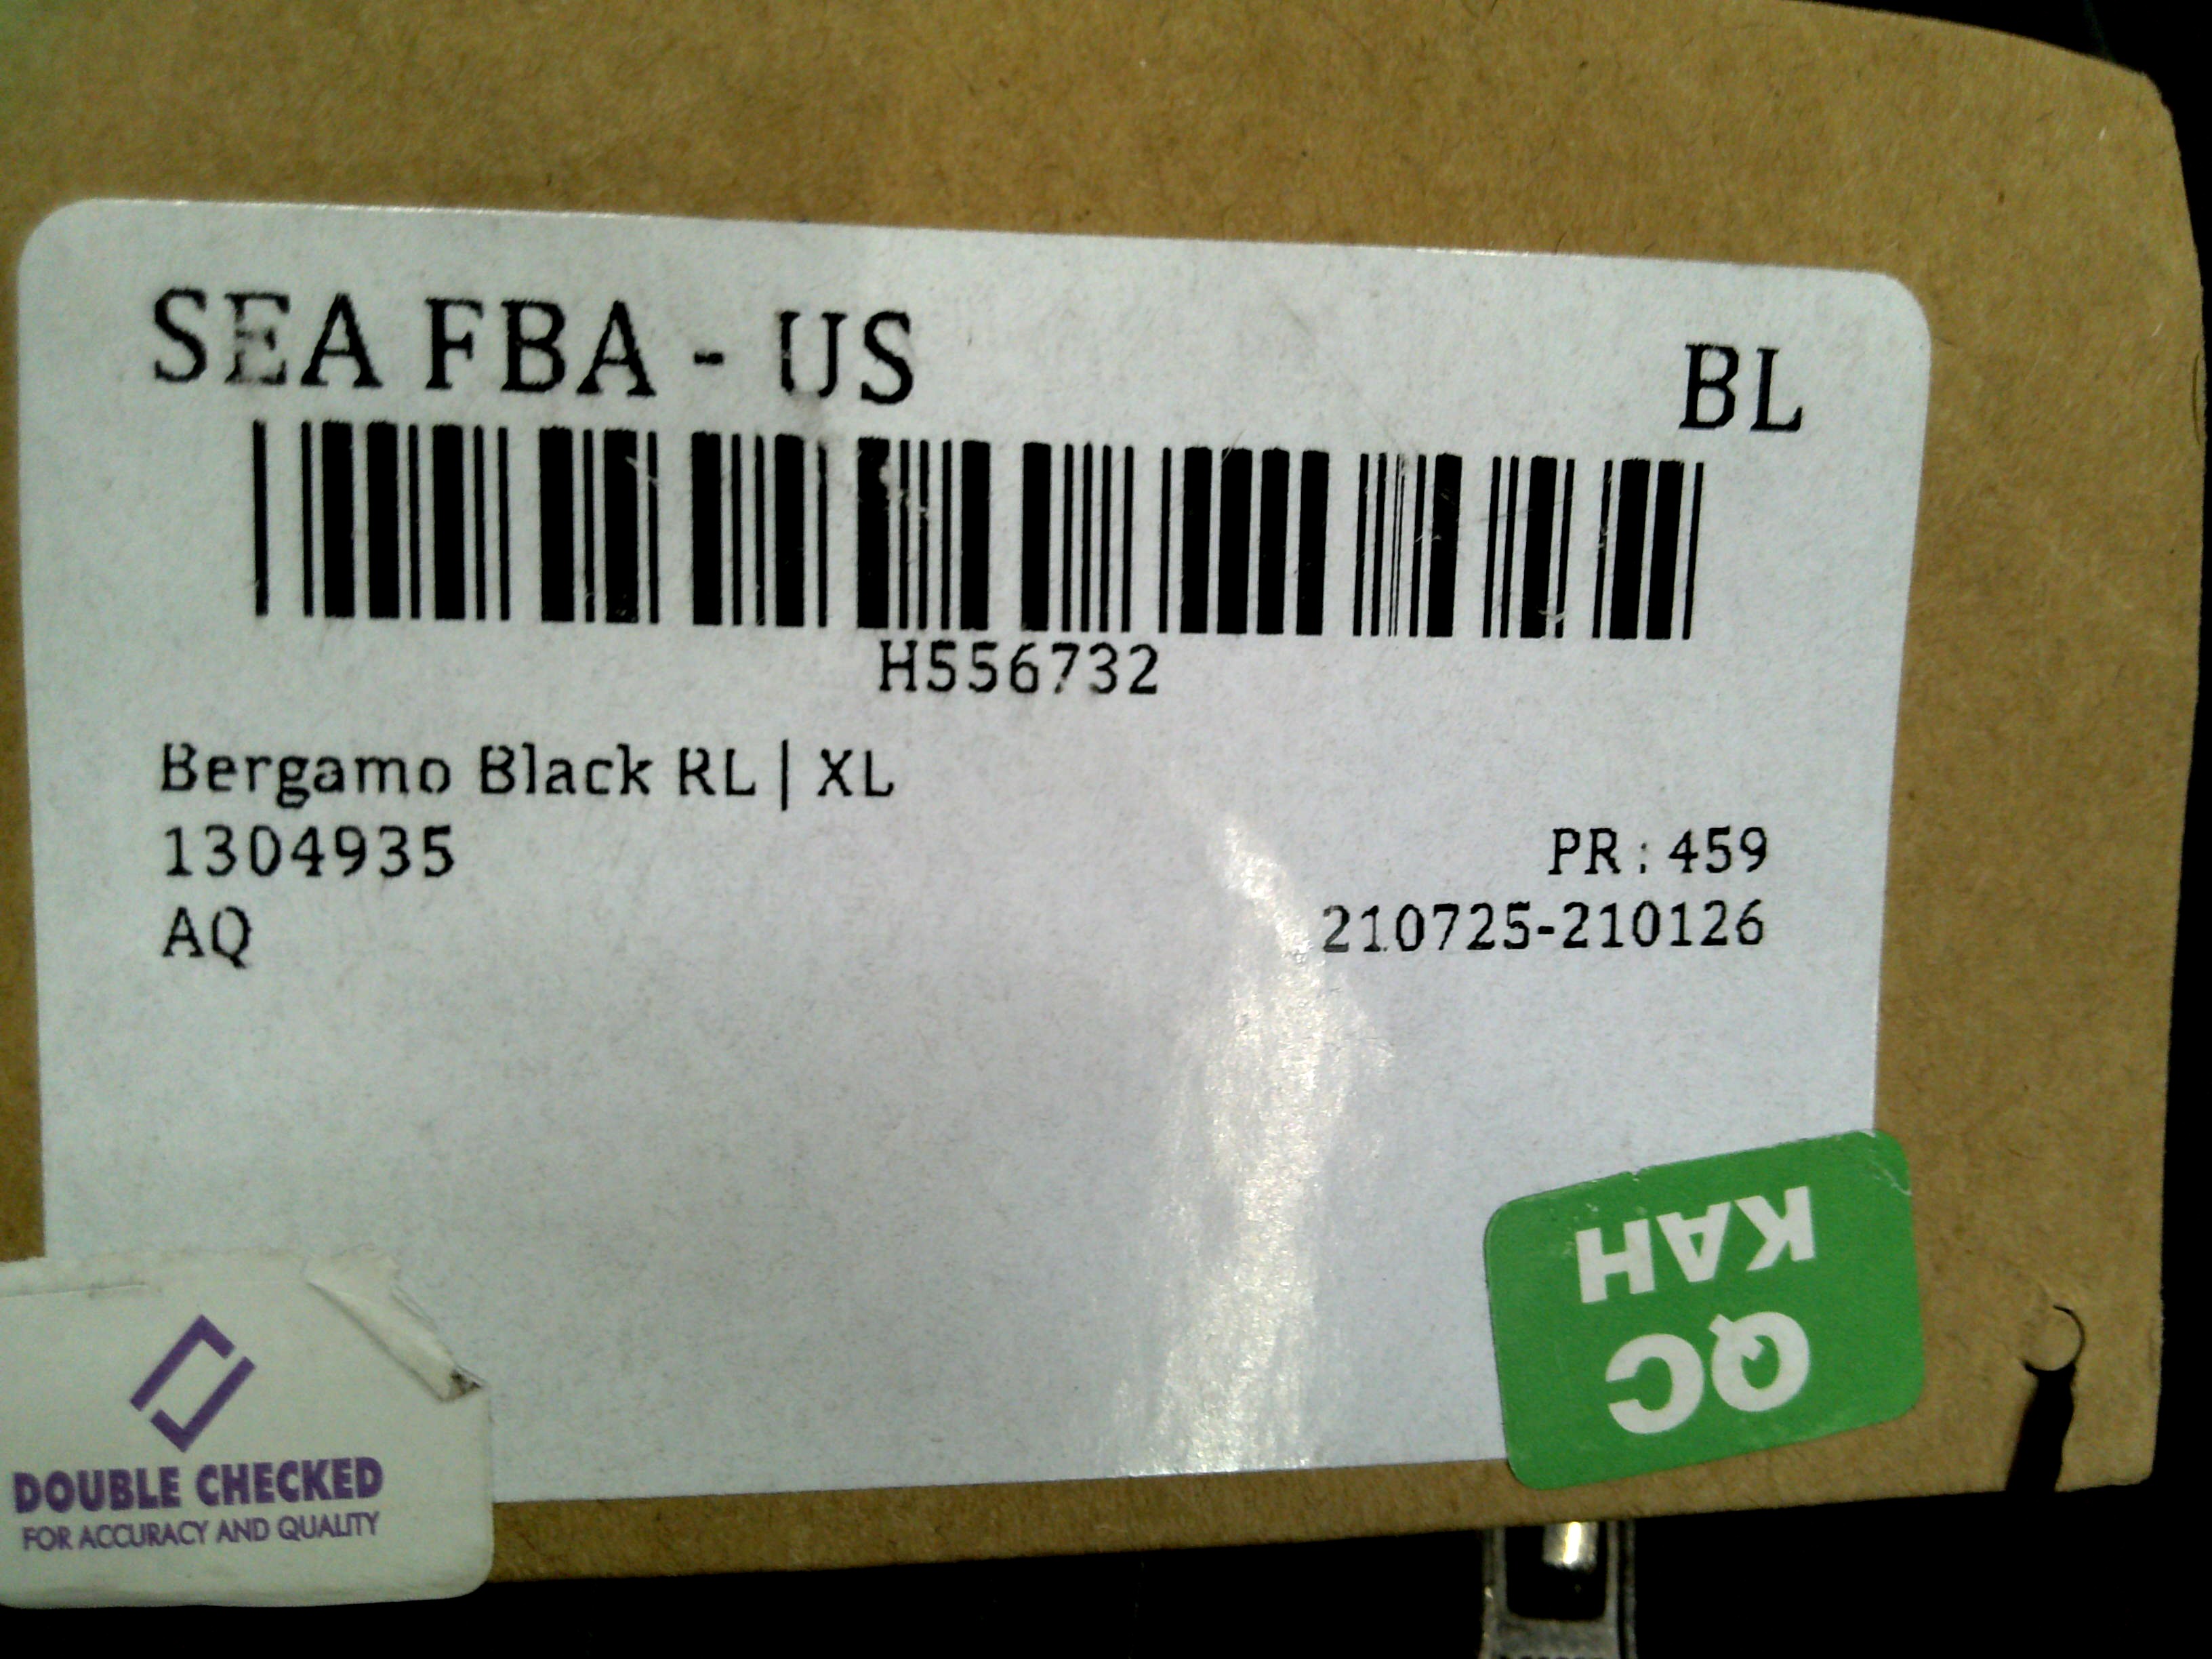 SEA FBA - US
BL
H556732
Bergamo Black RL | XL
1304935
PR : 459
AQ
210725-210126
QC
KAH
DOUBLE CHECKED
FOR ACCURACY AND QUALITY